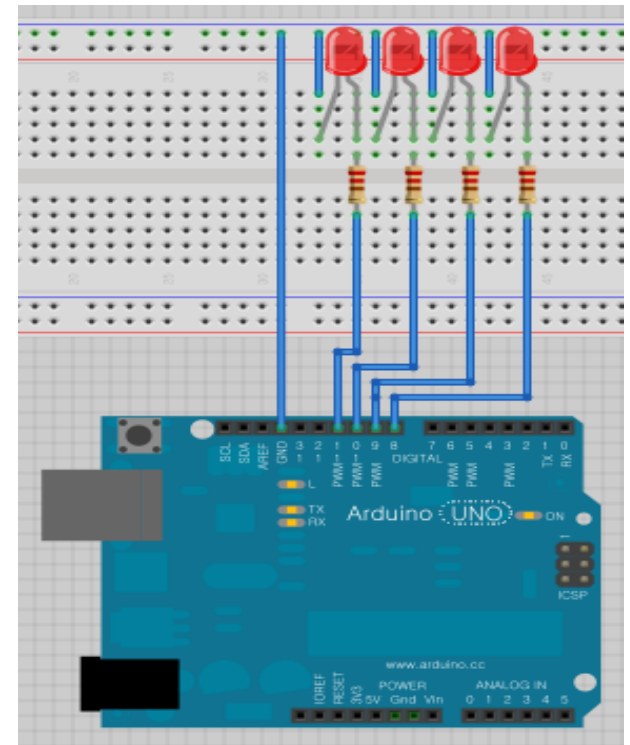 SCL
SDA
AREF
GND
13
12
PWM 11
PWM 10
PWM 9
8
7
PWM 6
PWM 5
4
PWM 3
2
TX 1
RX 0
DIGITAL
L
TX
RX
Arduino UNO
ON
1
ICSP
www.arduino.cc
POWER
ANALOG IN
IOREF
RESET
3V3
5V Gnd Vin
0 1 2 3 4 5